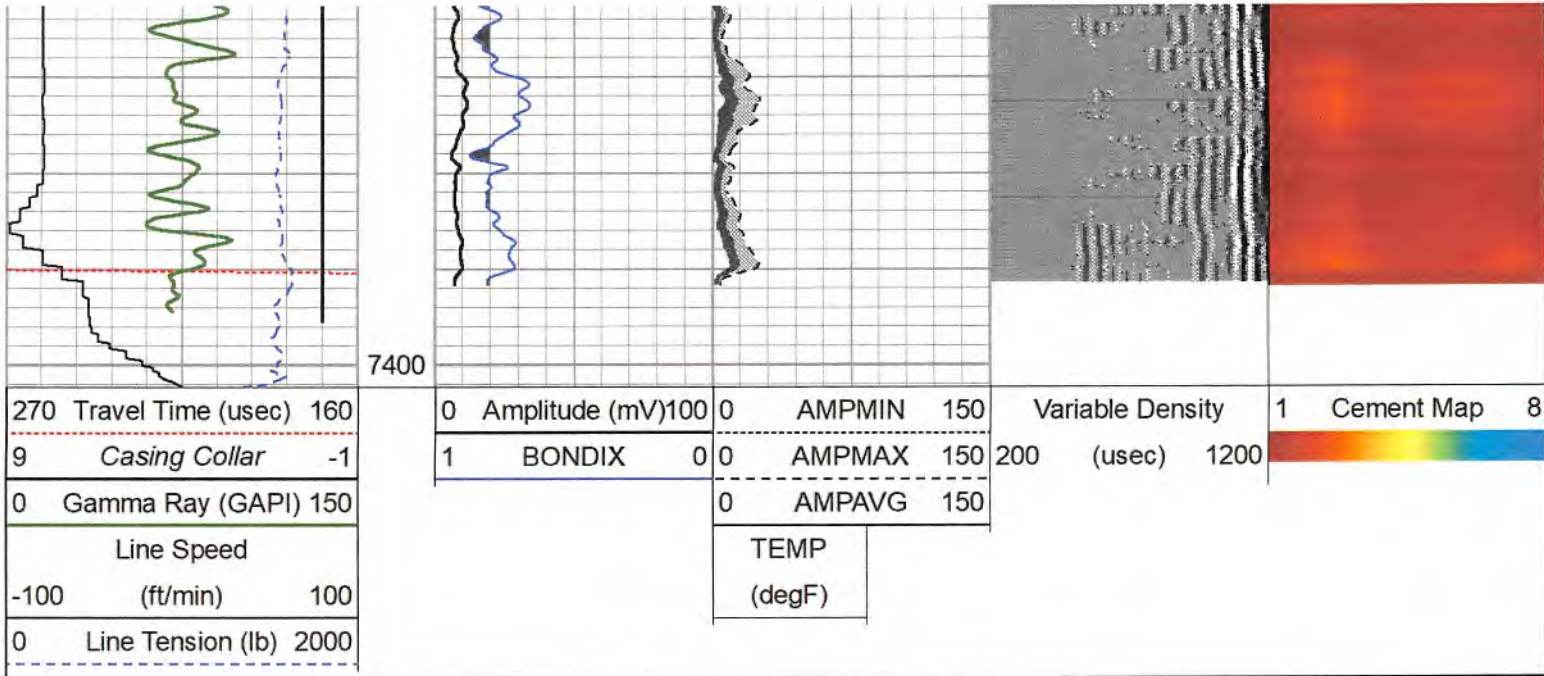 7400
270 Travel Time (usec) 160
0 Amplitude (mV)100
0 AMPMIN 150
Variable Density
1 Cement Map 8
9 Casing Collar -1
1 BONDIX 0
0 AMPMAX 150
200 (usec) 1200
0 Gamma Ray (GAPI) 150
0 AMPAVG 150
Line Speed
TEMP
-100 (ft/min) 100
(degF)
0 Line Tension (lb) 2000